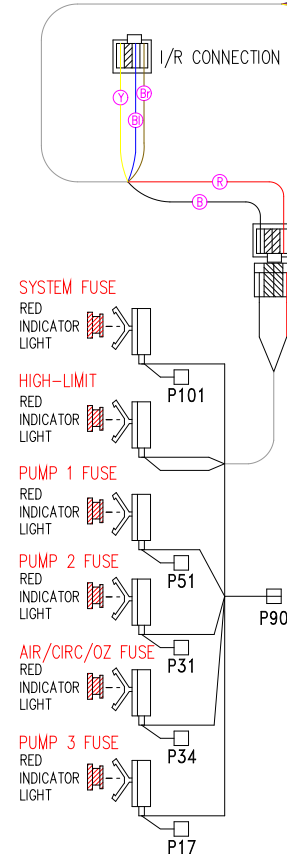 I/R CONNECTION
Y
Br
Bl
R
B
SYSTEM FUSE
RED
INDICATOR
LIGHT
P101
HIGH-LIMIT
RED
INDICATOR
LIGHT
PUMP 1 FUSE
RED
INDICATOR
LIGHT
P51
PUMP 2 FUSE
RED
INDICATOR
LIGHT
P90
P31
AIR/CIRC/OZ FUSE
RED
INDICATOR
LIGHT
P34
PUMP 3 FUSE
RED
INDICATOR
LIGHT
P17